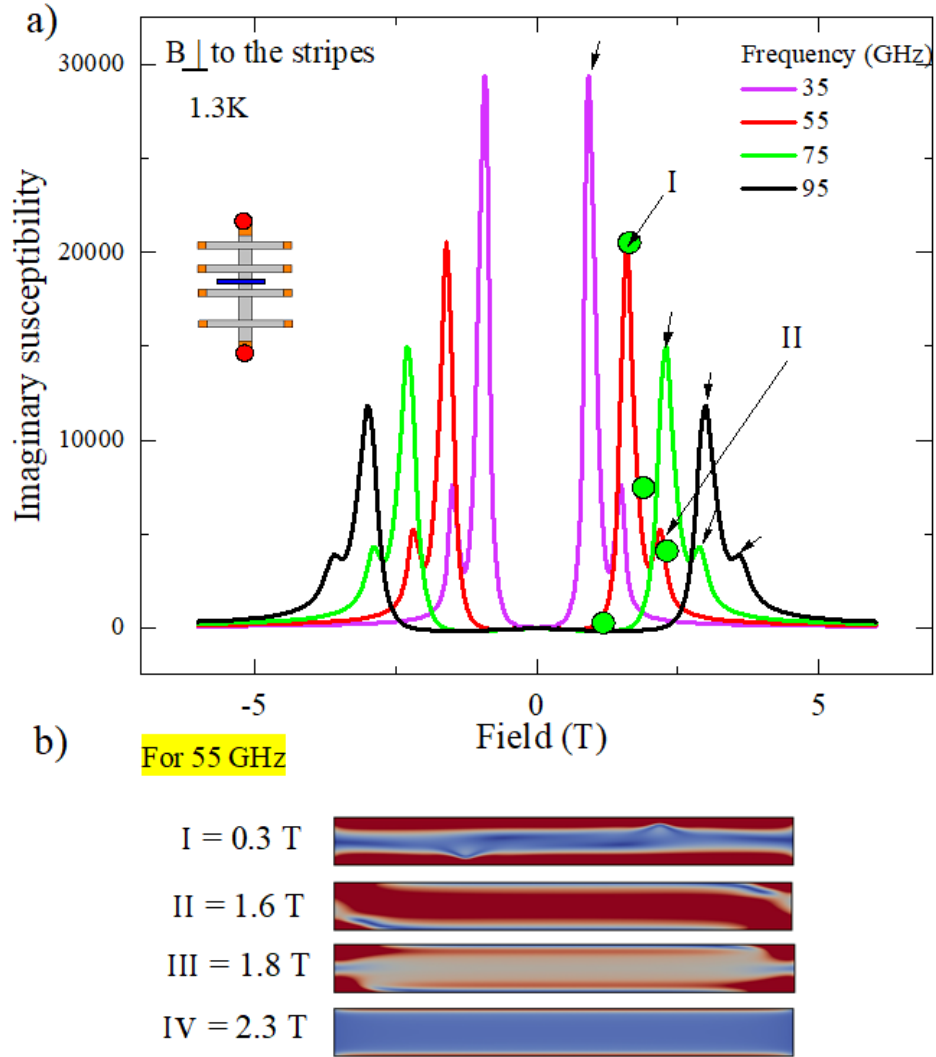 a)
B ⊥ to the stripes
1.3K
Frequency (GHz)
35
55
75
95
I
II
30000
20000
10000
0
Imaginary susceptibility
-5
0
5
Field (T)
b)
For 55 GHz
I = 0.3 T
II = 1.6 T
III = 1.8 T
IV = 2.3 T